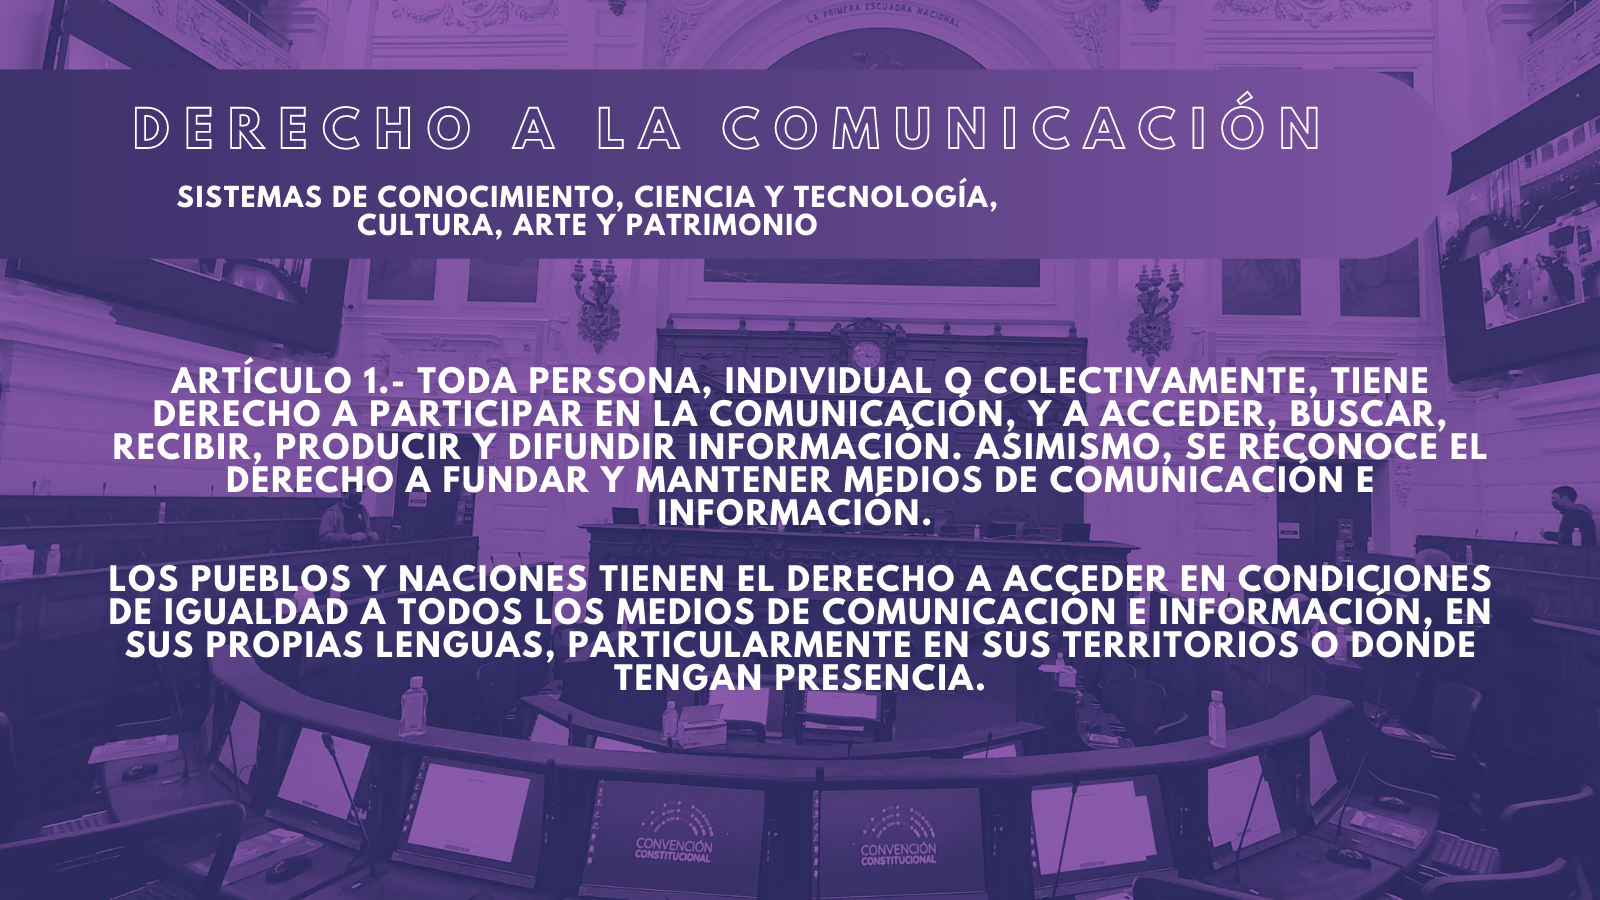 LA PRIMERA ESCUADRA NACIONAL
DERECHO A LA COMUNICACIÓN
SISTEMAS DE CONOCIMIENTO, CIENCIA Y TECNOLOGÍA,
CULTURA, ARTE Y PATRIMONIO
ARTÍCULO 1.- TODA PERSONA, INDIVIDUAL O COLECTIVAMENTE, TIENE
DERECHO A PARTICIPAR EN LA COMUNICACIÓN, Y A ACCEDER, BUSCAR,
RECIBIR, PRODUCIR Y DIFUNDIR INFORMACIÓN. ASIMISMO, SE RECONOCE EL
DERECHO A FUNDAR Y MANTENER MEDIOS DE COMUNICACIÓN E
INFORMACIÓN.
LOS PUEBLOS Y NACIONES TIENEN EL DERECHO A ACCEDER EN CONDICIONES
DE IGUALDAD A TODOS LOS MEDIOS DE COMUNICACIÓN E INFORMACIÓN, EN
SUS PROPIAS LENGUAS, PARTICULARMENTE EN SUS TERRITORIOS O DONDE
TENGAN PRESENCIA.
CONVENCIÓN
CONSTITUCIONAL
CONVENCIÓN
CONSTITUCIONAL